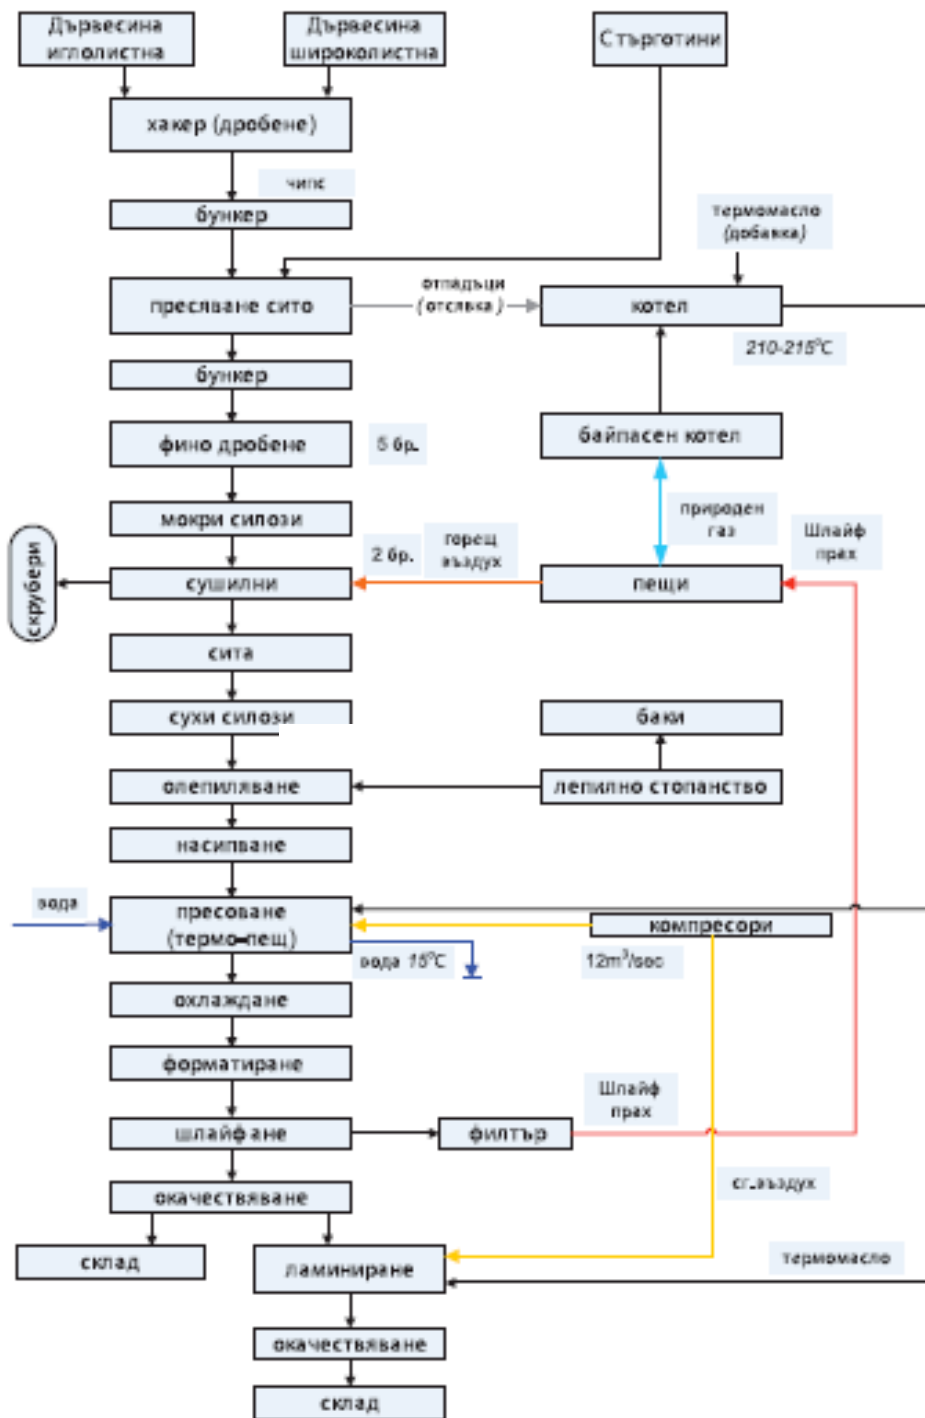 Дървесина
иглолистна
Дървесина
широколистна
Стърготини
хакер (дробене)
чипс
бункер
термомасло
(добавка)
пресяване сито
отпадъци
(отсявка)
котел
210-215°C
бункер
байпасен котел
фино дробене
5 бр.
природен
газ
мокри силози
Шлайф
прах
2 бр.
горещ
въздух
скрубери
сушилни
пещи
сита
сухи силози
баки
олепиляване
лепилно стопанство
насипване
вода
пресоване
(термо-пещ)
компресори
вода 15°C
12m³/sec
охлаждане
форматиране
Шлайф
прах
шлайфане
филтър
сг.въздух
окачествяване
склад
ламиниране
термомасло
окачествяване
склад